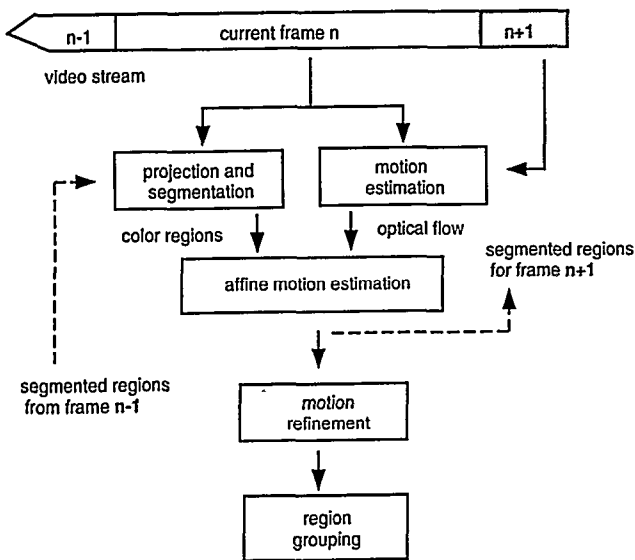 n-1
current frame n
n+1
video stream
projection and
segmentation
motion
estimation
color regions
optical flow
segmented regions
for frame n+1
affine motion estimation
segmented regions
from frame n-1
motion
refinement
region
grouping